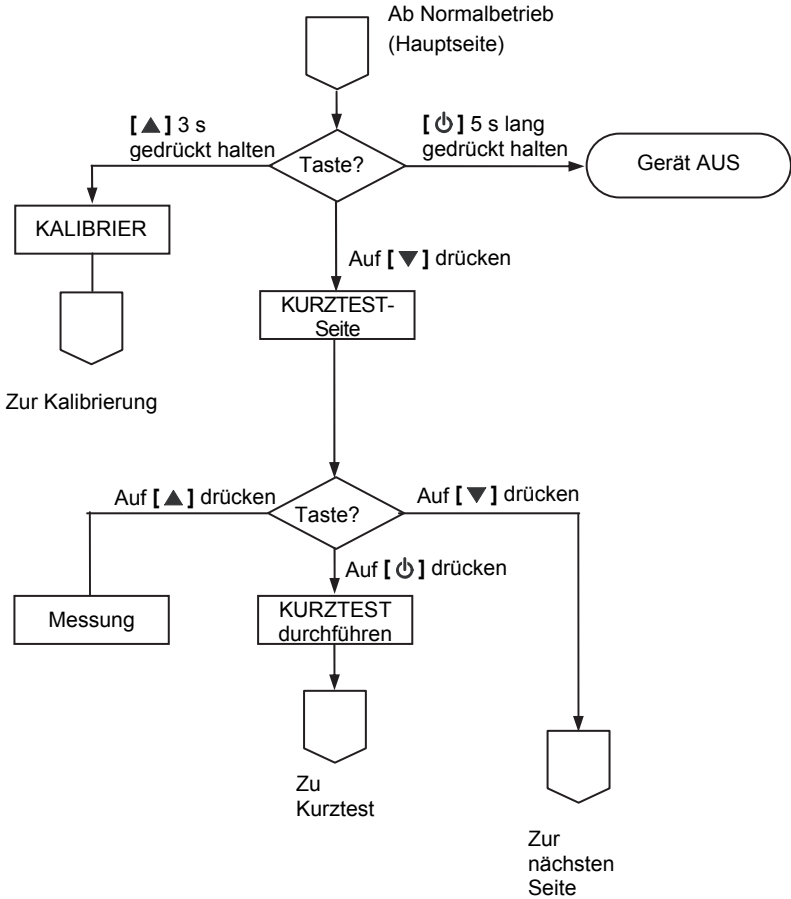 Ab Normalbetrieb
(Hauptseite)
[ ▲ ] 3 s
gedrückt halten
Taste?
[ ⏻ ] 5 s lang
gedrückt halten
Gerät AUS
KALIBRIER
Auf [ ▼ ] drücken
KURZTEST-
Seite
Zur Kalibrierung
Auf [ ▲ ] drücken
Taste?
Auf [ ▼ ] drücken
Auf [ ⏻ ] drücken
Messung
KURZTEST
durchführen
Zu
Kurztest
Zur
nächsten
Seite